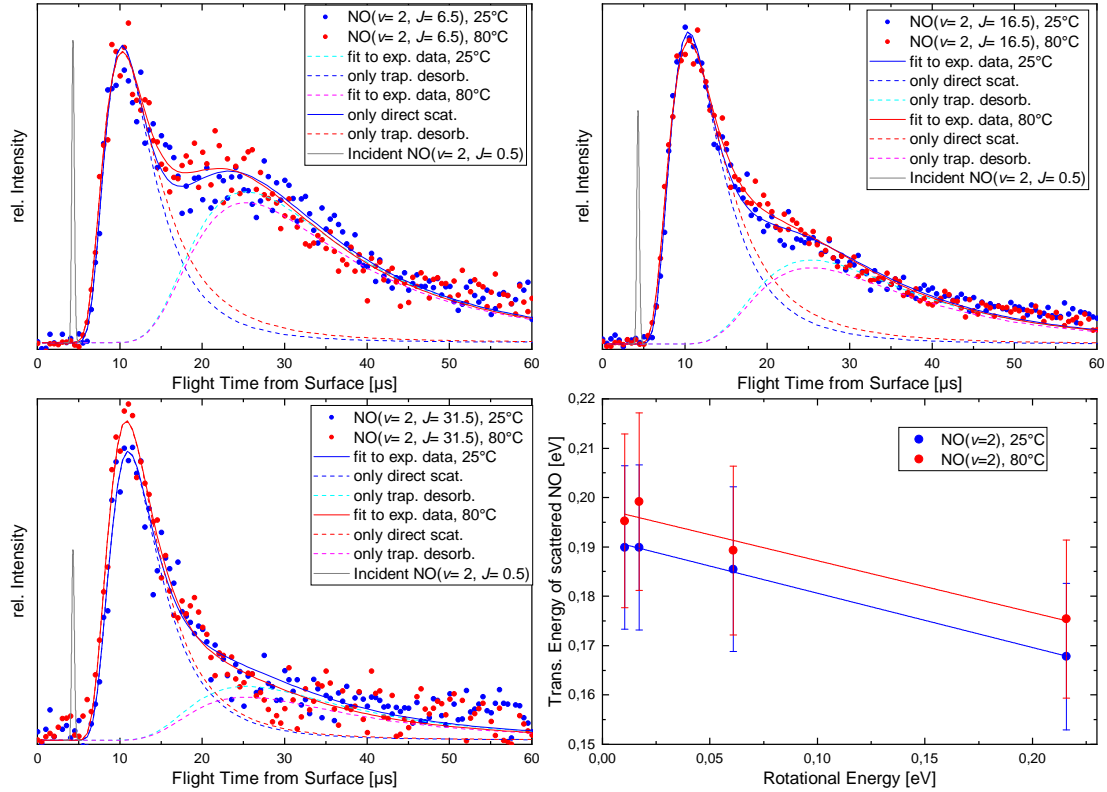 NO(v= 2, J= 6.5), 25°C
NO(v= 2, J= 6.5), 80°C
fit to exp. data, 25°C
only trap. desorb.
fit to exp. data, 80°C
only direct scat.
only trap. desorb.
Incident NO(v= 2, J= 0.5)
rel. Intensity
0 10 20 30 40 50 60
Flight Time from Surface [µs]
NO(v= 2, J= 16.5), 25°C
NO(v= 2, J= 16.5), 80°C
fit to exp. data, 25°C
only direct scat.
only trap. desorb.
fit to exp. data, 80°C
only direct scat.
only trap. desorb.
Incident NO(v= 2, J= 0.5)
rel. Intensity
0 10 20 30 40 50 60
Flight Time from Surface [µs]
NO(v= 2, J= 31.5), 25°C
NO(v= 2, J= 31.5), 80°C
fit to exp. data, 25°C
only direct scat.
only trap. desorb.
fit to exp. data, 80°C
only direct scat.
only trap. desorb.
Incident NO(v= 2, J= 0.5)
rel. Intensity
0 10 20 30 40 50 60
Flight Time from Surface [µs]
0,22
0,21
0,20
0,19
0,18
0,17
0,16
0,15
Trans. Energy of scattered NO [eV]
NO(v=2), 25°C
NO(v=2), 80°C
0,00 0,05 0,10 0,15 0,20
Rotational Energy [eV]